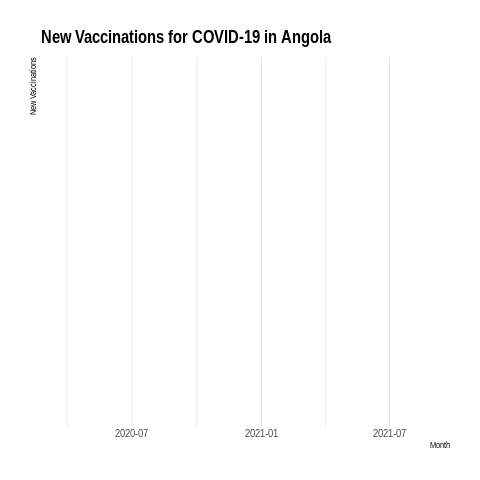 New Vaccinations for COVID-19 in Angola
New Vaccinations
2020-07
2021-01
2021-07
Month